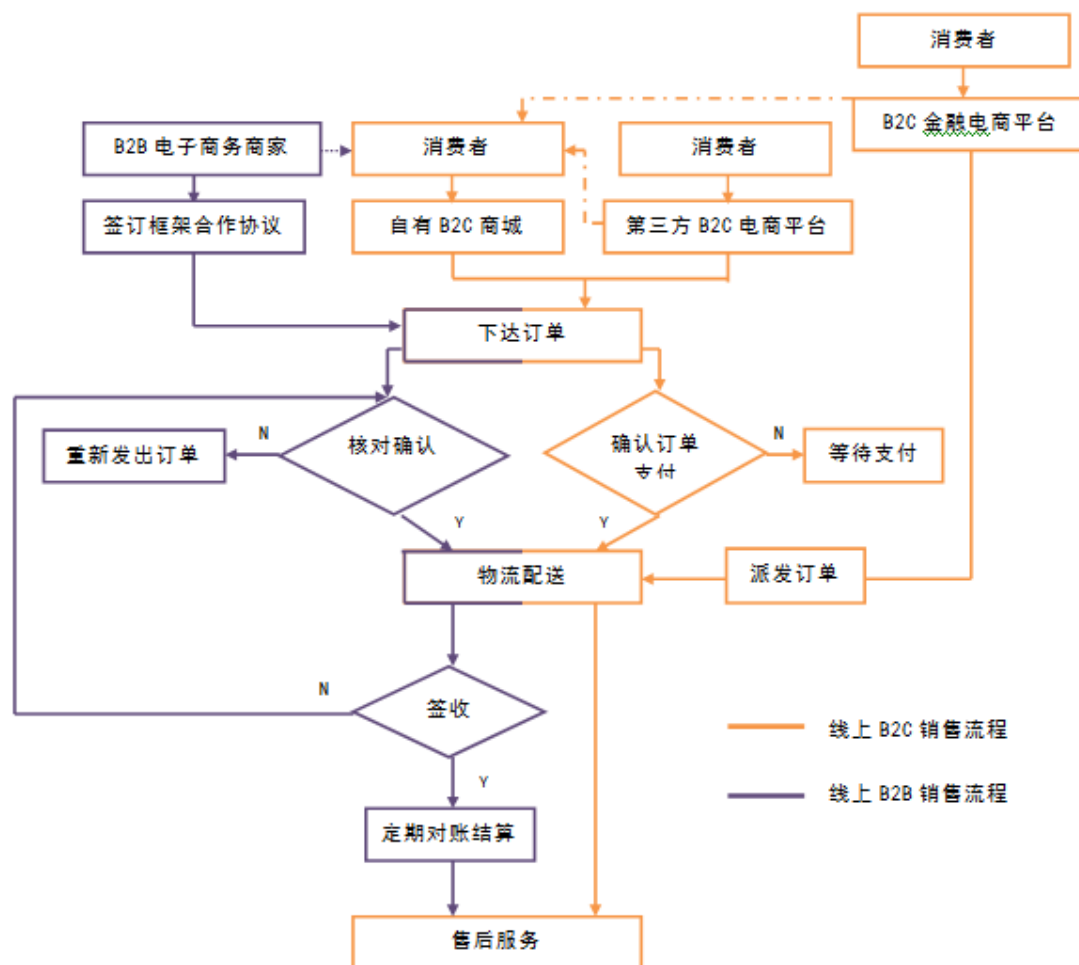 消费者
B2C 金融电商平台
B2B 电子商务商家
消费者
消费者
签订框架合作协议
自有 B2C 商城
第三方 B2C 电商平台
下达订单
N
核对确认
重新发出订单
确认订单
支付
N
等待支付
Y
Y
物流配送
派发订单
N
签收
线上 B2C 销售流程
Y
线上 B2B 销售流程
定期对账结算
售后服务